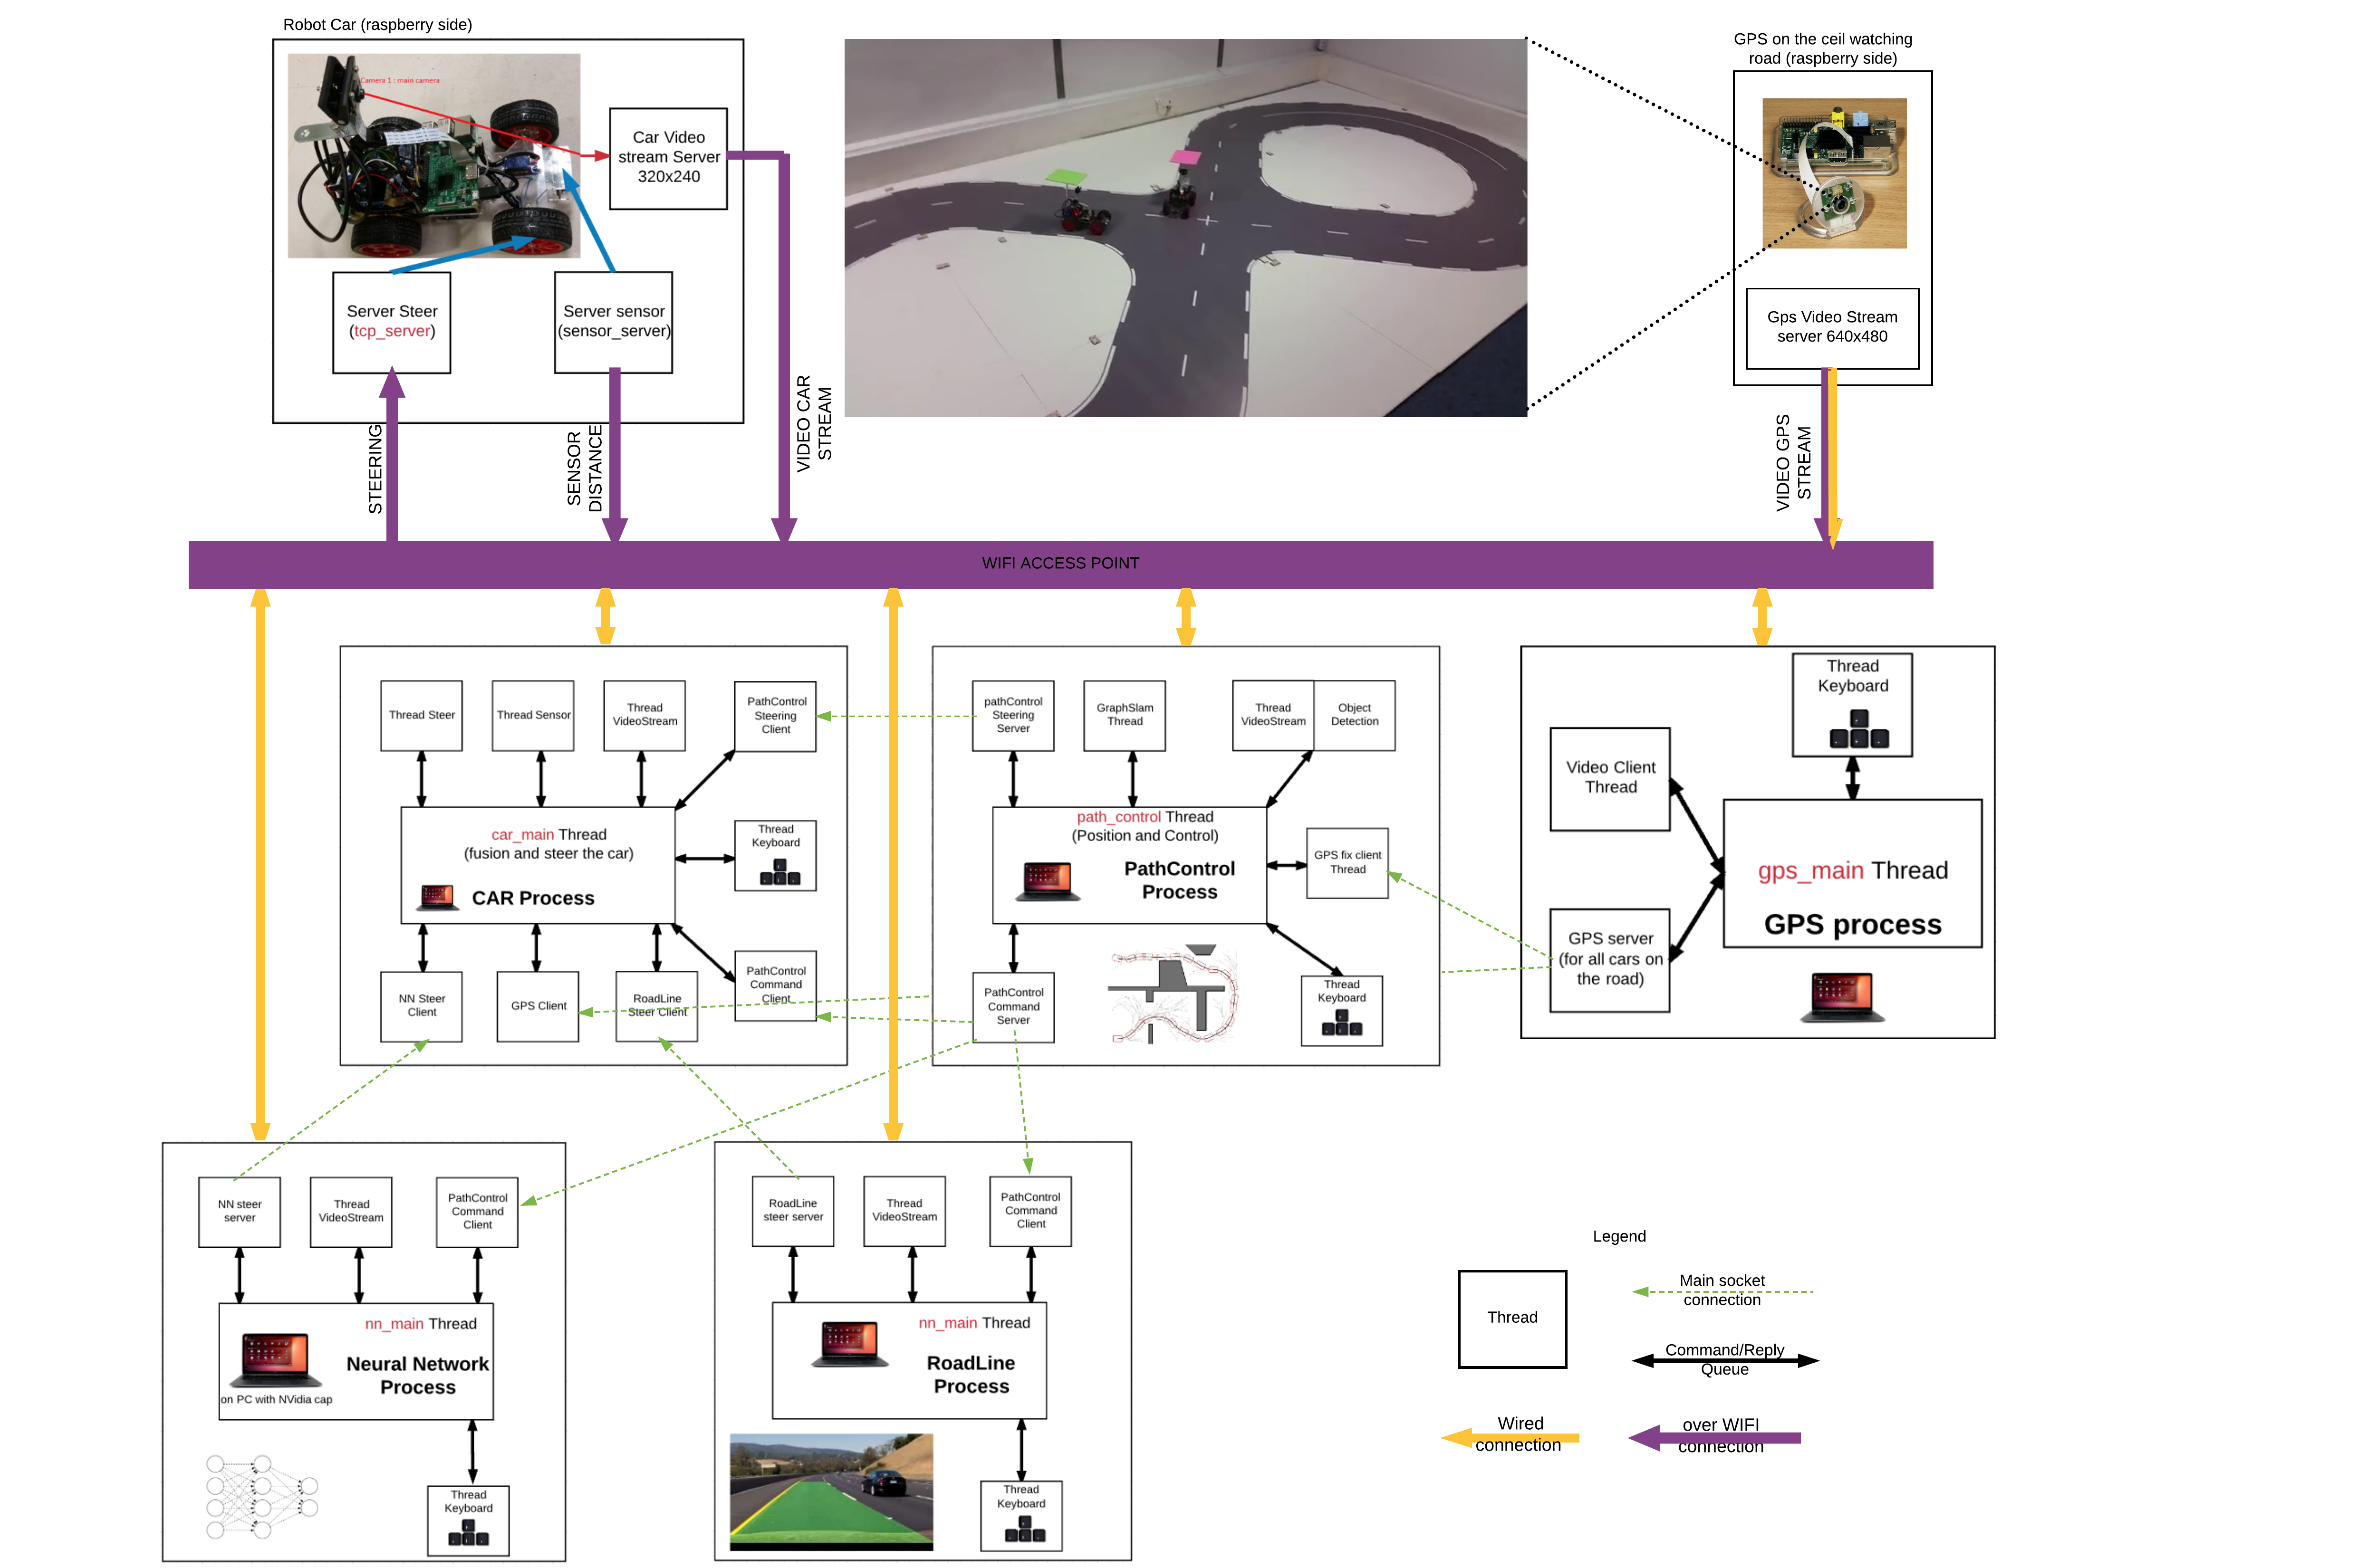 Robot Car (raspberry side)
Camera 1 : main camera
Car Video
stream Server
320x240
Server Steer
(tcp_server)
Server sensor
(sensor_server)
GPS on the ceil watching
road (raspberry side)
Gps Video Stream
server 640x480
STEERING
SENSOR
DISTANCE
VIDEO CAR
STREAM
VIDEO GPS
STREAM
WIFI ACCESS POINT
Thread Steer
Thread Sensor
Thread
VideoStream
PathControl
Steering
Client
car_main Thread
(fusion and steer the car)
CAR Process
Thread
Keyboard
NN Steer
Client
GPS Client
RoadLine
Steer Client
PathControl
Command
Client
pathControl
Steering
Server
GraphSlam
Thread
Thread
VideoStream
Object
Detection
path_control Thread
(Position and Control)
PathControl
Process
GPS fix client
Thread
PathControl
Command
Server
Thread
Keyboard
Thread
Keyboard
Video Client
Thread
gps_main Thread
GPS process
GPS server
(for all cars on
the road)
NN steer
server
Thread
VideoStream
PathControl
Command
Client
nn_main Thread
Neural Network
Process
on PC with NVidia cap
Thread
Keyboard
RoadLine
steer server
Thread
VideoStream
PathControl
Command
Client
nn_main Thread
RoadLine
Process
Thread
Keyboard
Legend
Thread
Main socket
connection
Command/Reply
Queue
Wired
connection
over WIFI
connection